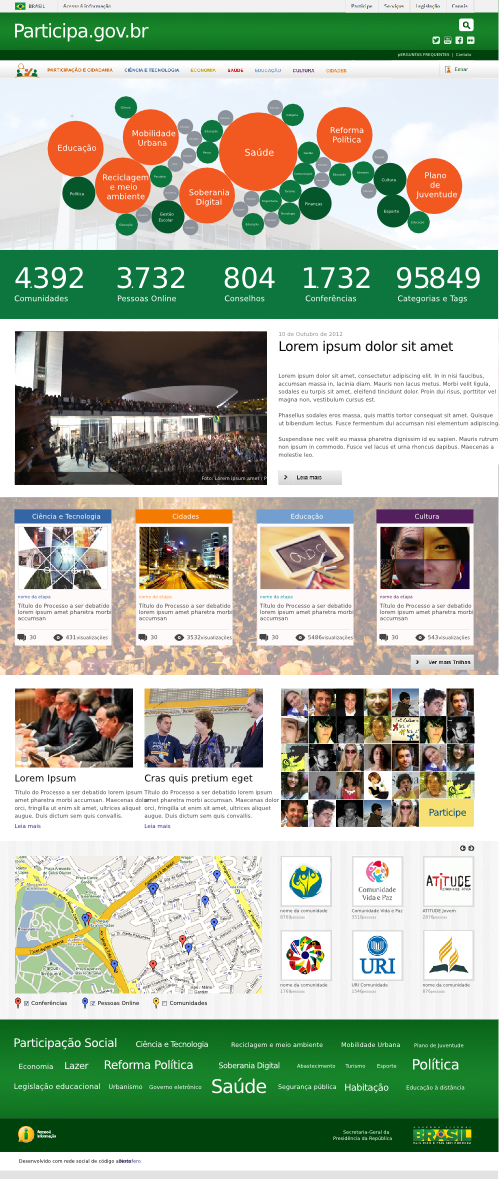 BRASIL
Acesso à informação
Participe
Serviços
Legislação
Canais
Participa.gov.br
PERGUNTAS FREQUENTES | Contato
PARTICIPAÇÃO E CIDADANIA
CIÊNCIA E TECNOLOGIA
ECONOMIA
SAÚDE
EDUCAÇÃO
CULTURA
CIDADES
Entrar
Educação
Mobilidade
Urbana
Saúde
Reforma
Política
Reciclagem
e meio
ambiente
Soberania
Digital
Plano
de
Juventude
Política
Gestão
Escolar
Finanças
Cultura
Esporte
4392
Comunidades
3732
Pessoas Online
804
Conselhos
1732
Conferências
95849
Categorias e Tags
10 de Outubro de 2012
Lorem ipsum dolor sit amet
Lorem ipsum dolor sit amet, consectetur adipiscing elit. In in nisi faucibus,
accumsan massa in, lacinia diam. Mauris non lacus metus. Morbi velit ligula,
sodales eu turpis sit amet, eleifend tincidunt dolor. Proin dui risus, porttitor vel
magna non, vestibulum cursus est.
Phasellus sodales eros massa, quis mattis tortor consequat sit amet. Quisque
ut bibendum lectus. Fusce fermentum dui accumsan nisi elementum adipiscing.
Suspendisse nec velit eu massa pharetra dignissim id eu sapien. Mauris rutrum
non ipsum in commodo. Fusce vel lacus et urna rhoncus dapibus. Maecenas a
molestie leo.
Foto: Lorem ipsum amet | F
Leia mais
Ciência e Tecnologia
nome da etapa
Título do Processo a ser debatido
lorem ipsum amet pharetra morbi
accumsan
30
631visualizações
Cidades
nome da etapa
Título do Processo a ser debatido
lorem ipsum amet pharetra morbi
accumsan
30
3532visualizações
Educação
nome da etapa
Título do Processo a ser debatido
lorem ipsum amet pharetra morbi
accumsan
30
5486visualizações
Cultura
nome da etapa
Título do Processo a ser debatido
lorem ipsum amet pharetra morbi
accumsan
30
543visualizações
Ver mais Trilhas
Lorem Ipsum
Título do Processo a ser debatido lorem ipsum
amet pharetra morbi accumsan. Maecenas dolor
orci, fringilla ut enim sit amet, ultrices aliquet
augue. Duis dictum sem quis convallis.
Leia mais
Cras quis pretium eget
Título do Processo a ser debatido lorem ipsum
amet pharetra morbi accumsan. Maecenas dolor
orci, fringilla ut enim sit amet, ultrices aliquet
augue. Duis dictum sem quis convallis.
Leia mais
Participe
Conferências
Pessoas Online
Comunidades
nome da comunidade
Comunidade
Vida e Paz
Comunidade Vida e Paz
ATITUDE
ATITUDE Jovem
nome da comunidade
URI
URI Comunidade
nome da comunidade
Participação Social
Ciência e Tecnologia
Reciclagem e meio ambiente
Mobilidade Urbana
Plano de Juventude
Economia
Lazer
Reforma Política
Soberania Digital
Abastecimento
Turismo
Esporte
Política
Legislação educacional
Urbanismo
Governo eletrônico
Saúde
Segurança pública
Habitação
Educação à distância
Acesso à
Informação
Secretaria-Geral da
Presidência da República
BRASIL
Desenvolvido com rede social de código